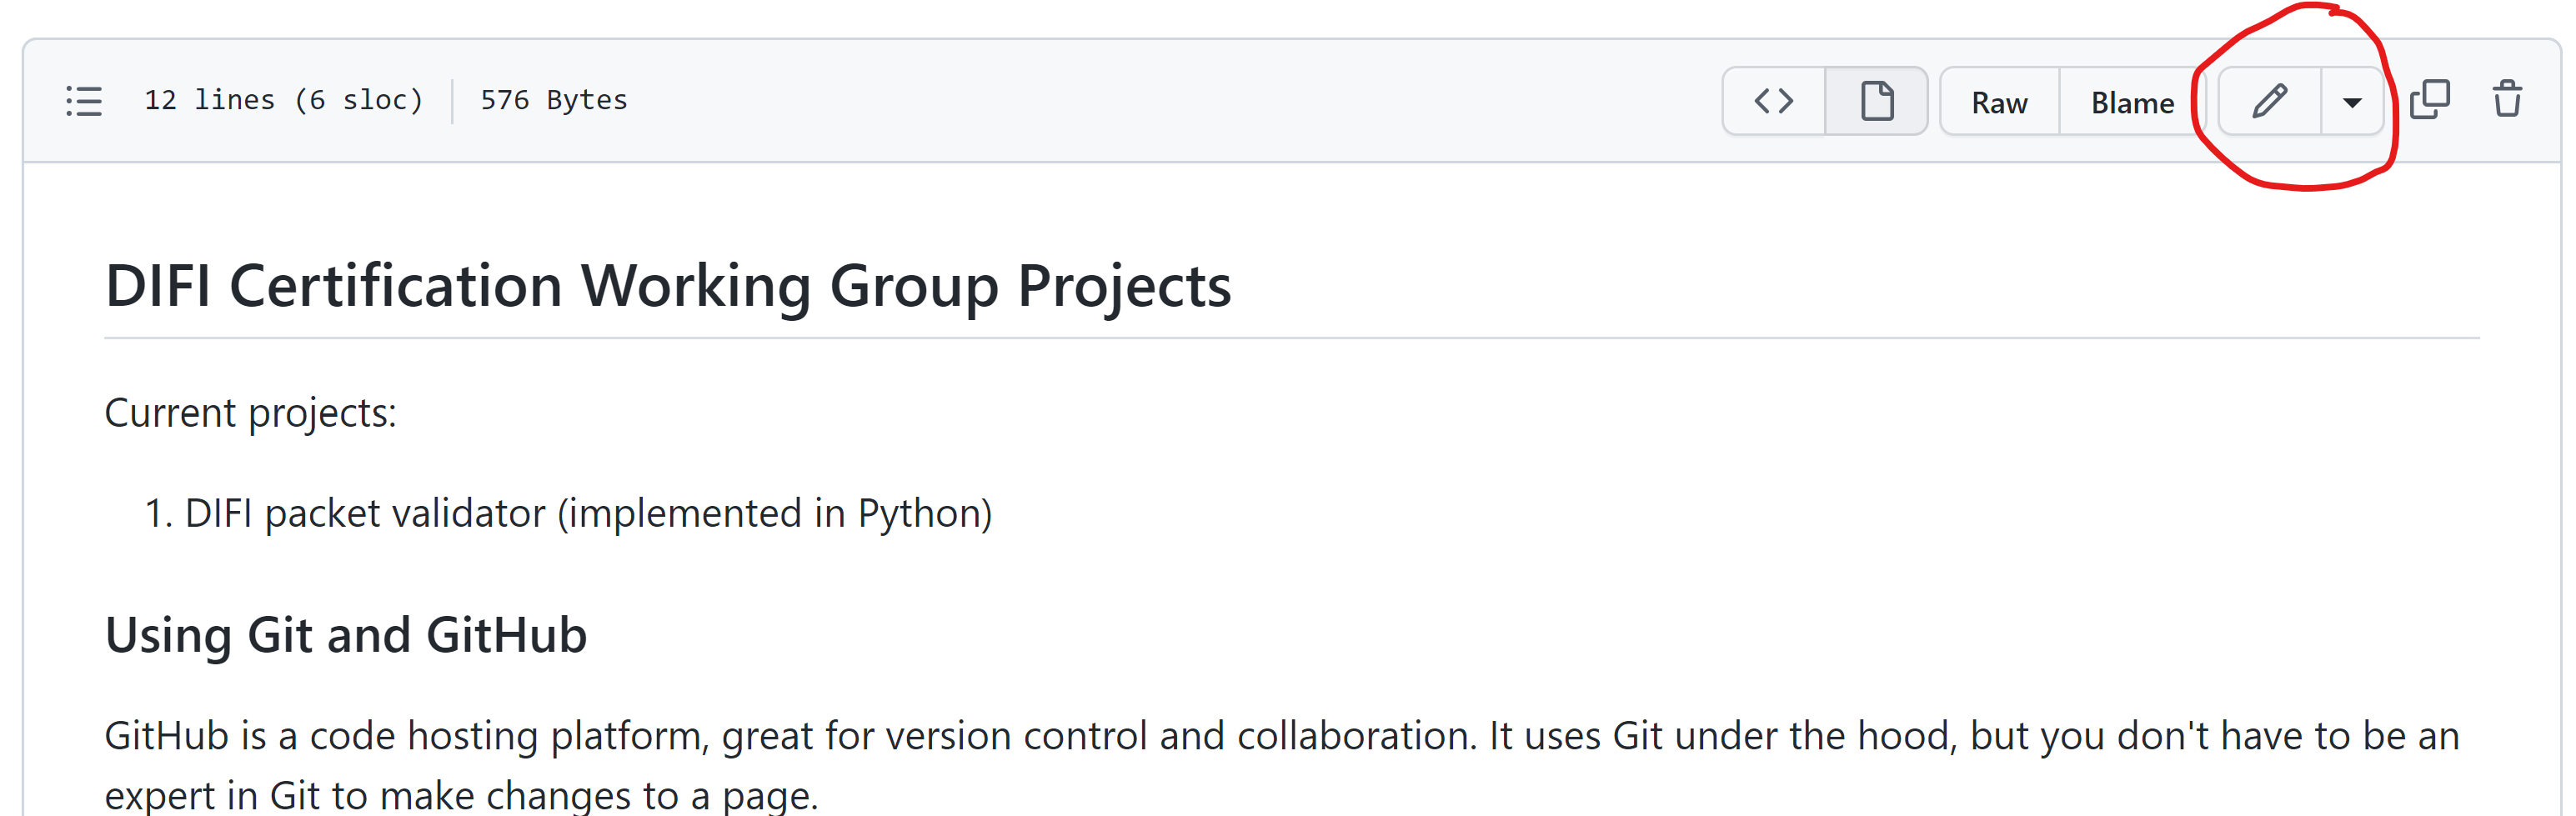 12 lines (6 sloc) 576 Bytes Raw Blame
DIFI Certification Working Group Projects
Current projects:
1. DIFI packet validator (implemented in Python)
Using Git and GitHub
GitHub is a code hosting platform, great for version control and collaboration. It uses Git under the hood, but you don't have to be an
expert in Git to make changes to a page.